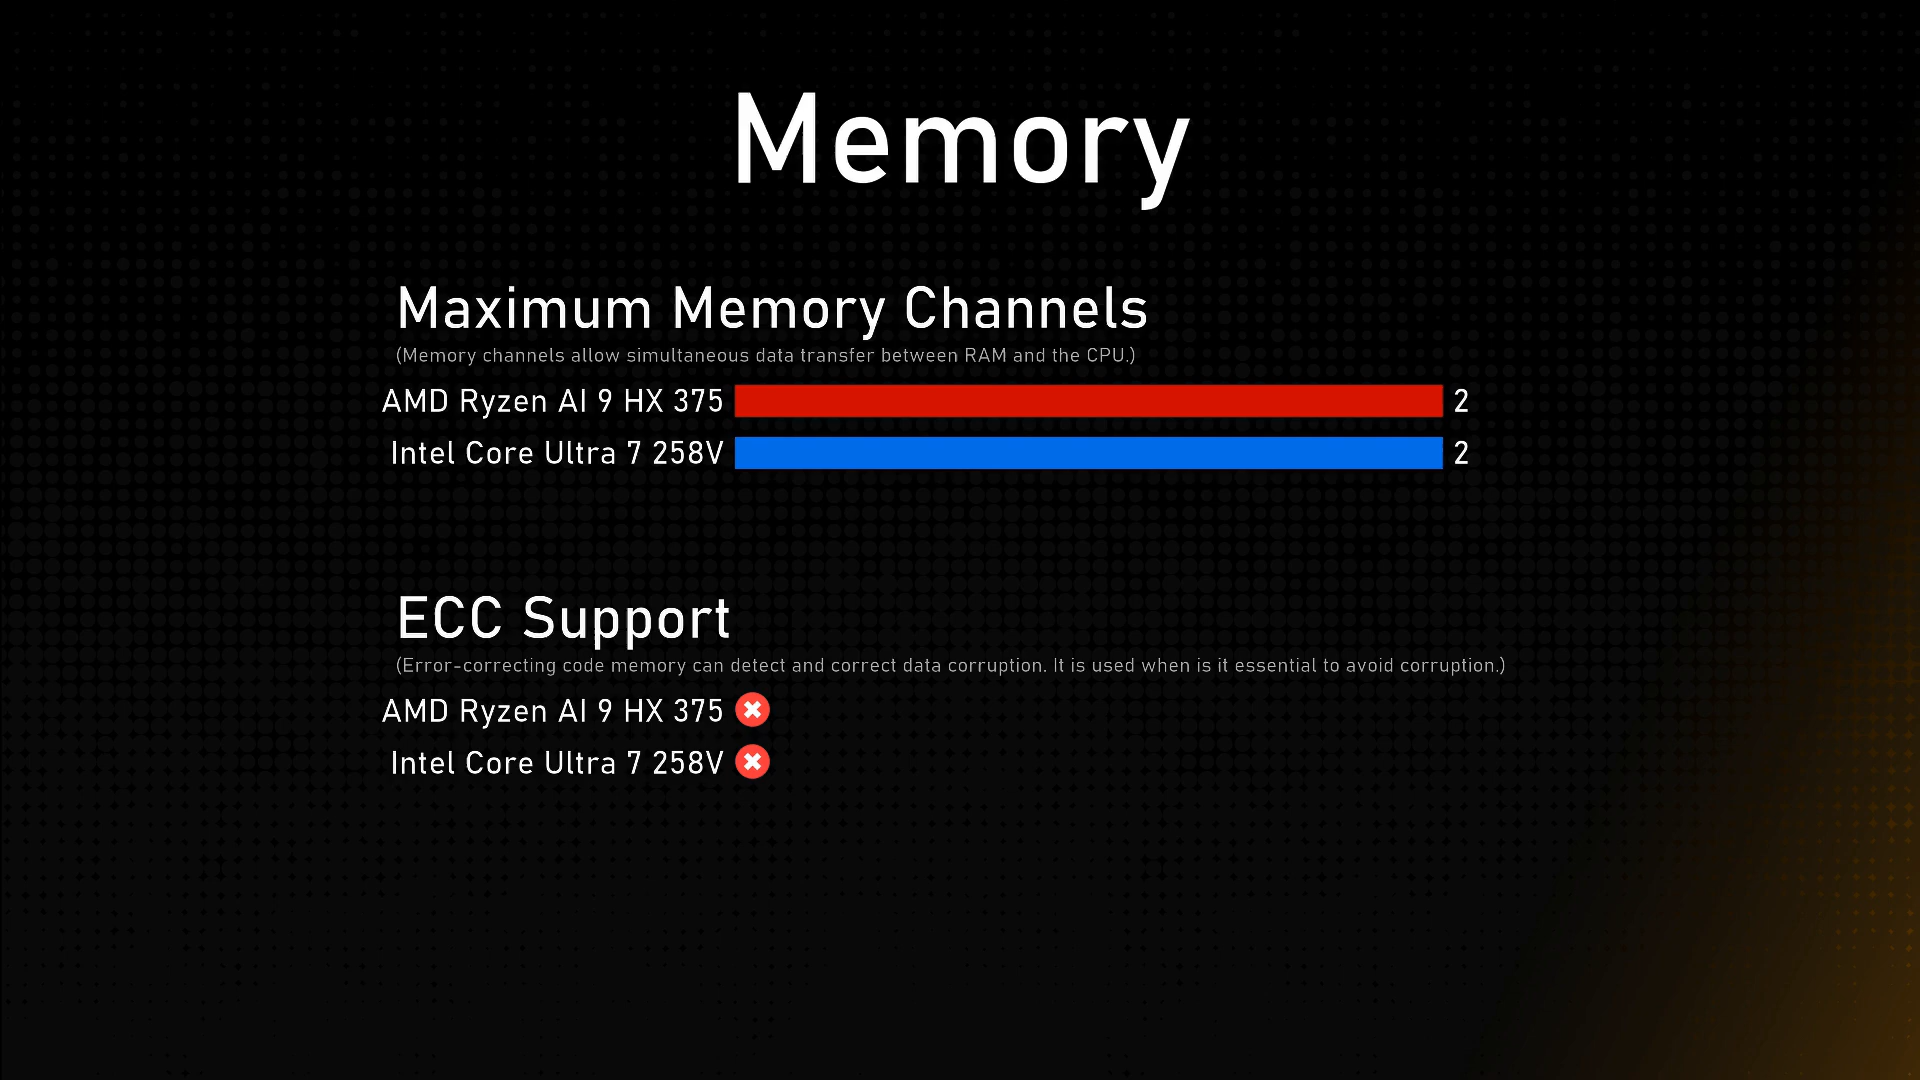 Memory
Maximum Memory Channels
(Memory channels allow simultaneous data transfer between RAM and the CPU.)
AMD Ryzen AI 9 HX 375 2
Intel Core Ultra 7 258V 2
ECC Support
(Error-correcting code memory can detect and correct data corruption. It is used when is it essential to avoid corruption.)
AMD Ryzen AI 9 HX 375
Intel Core Ultra 7 258V